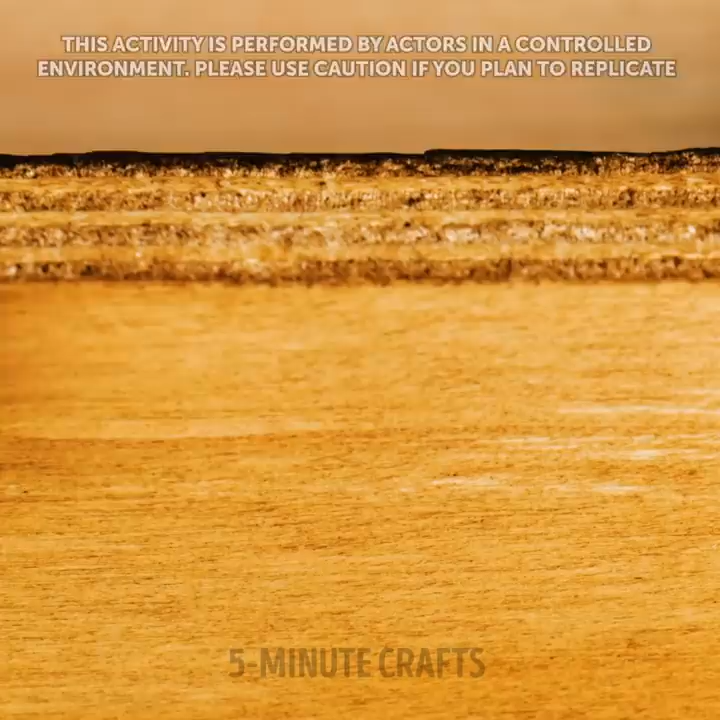 THIS ACTIVITY IS PERFORMED BY ACTORS IN A CONTROLLED
ENVIRONMENT. PLEASE USE CAUTION IF YOU PLAN TO REPLICATE
5-MINUTE CRAFTS